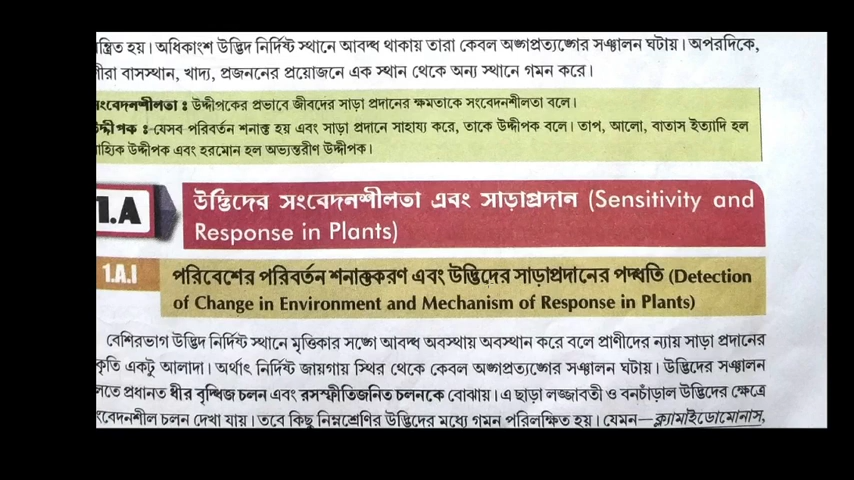 ন্ত্রিত হয়। অধিকাংশ উদ্ভিদ নির্দিষ্ট স্থানে আবদ্ধ থাকায় তারা কেবল অঙ্গপ্রত্যঙ্গের সঞ্চালন ঘটায়। অপরদিকে,
ণীরা বাসস্থান, খাদ্য, প্রজননের প্রয়োজনে এক স্থান থেকে অন্য স্থানে গমন করে।
ংবেদনশীলতা : উদ্দীপকের প্রভাবে জীবদের সাড়া প্রদানের ক্ষমতাকে সংবেদনশীলতা বলে।
দ্দীপক : যেসব পরিবর্তন শনাক্ত হয় এবং সাড়া প্রদানে সাহায্য করে, তাকে উদ্দীপক বলে। তাপ, আলো, বাতাস ইত্যাদি হল
াহ্যিক উদ্দীপক এবং হরমোন হল অভ্যন্তরীণ উদ্দীপক।
1.A উদ্ভিদের সংবেদনশীলতা এবং সাড়াপ্রদান (Sensitivity and
Response in Plants)
1.A.I পরিবেশের পরিবর্তন শনাক্তকরণ এবং উদ্ভিদের সাড়াপ্রদানের পদ্ধতি (Detection
of Change in Environment and Mechanism of Response in Plants)
বেশিরভাগ উদ্ভিদ নির্দিষ্ট স্থানে মৃত্তিকার সঙ্গে আবদ্ধ অবস্থায় অবস্থান করে বলে প্রাণীদের ন্যায় সাড়া প্রদানের
কৃতি একটু আলাদা। অর্থাৎ নির্দিষ্ট জায়গায় স্থির থেকে কেবল অঙ্গপ্রত্যঙ্গের সঞ্চালন ঘটায়। উদ্ভিদের সঞ্চালন
লতে প্রধানত ধীর বৃদ্ধিজ চলন এবং রসস্ফীতিজনিত চলনকে বোঝায়। এ ছাড়া লজ্জাবতী ও বনচাঁড়াল উদ্ভিদের ক্ষেত্রে
ংবেদনশীল চলন দেখা যায়। তবে কিছু নিম্নশ্রেণির উদ্ভিদের মধ্যে গমন পরিলক্ষিত হয়। যেমন—ক্ল্যামাইডোমোনাস,